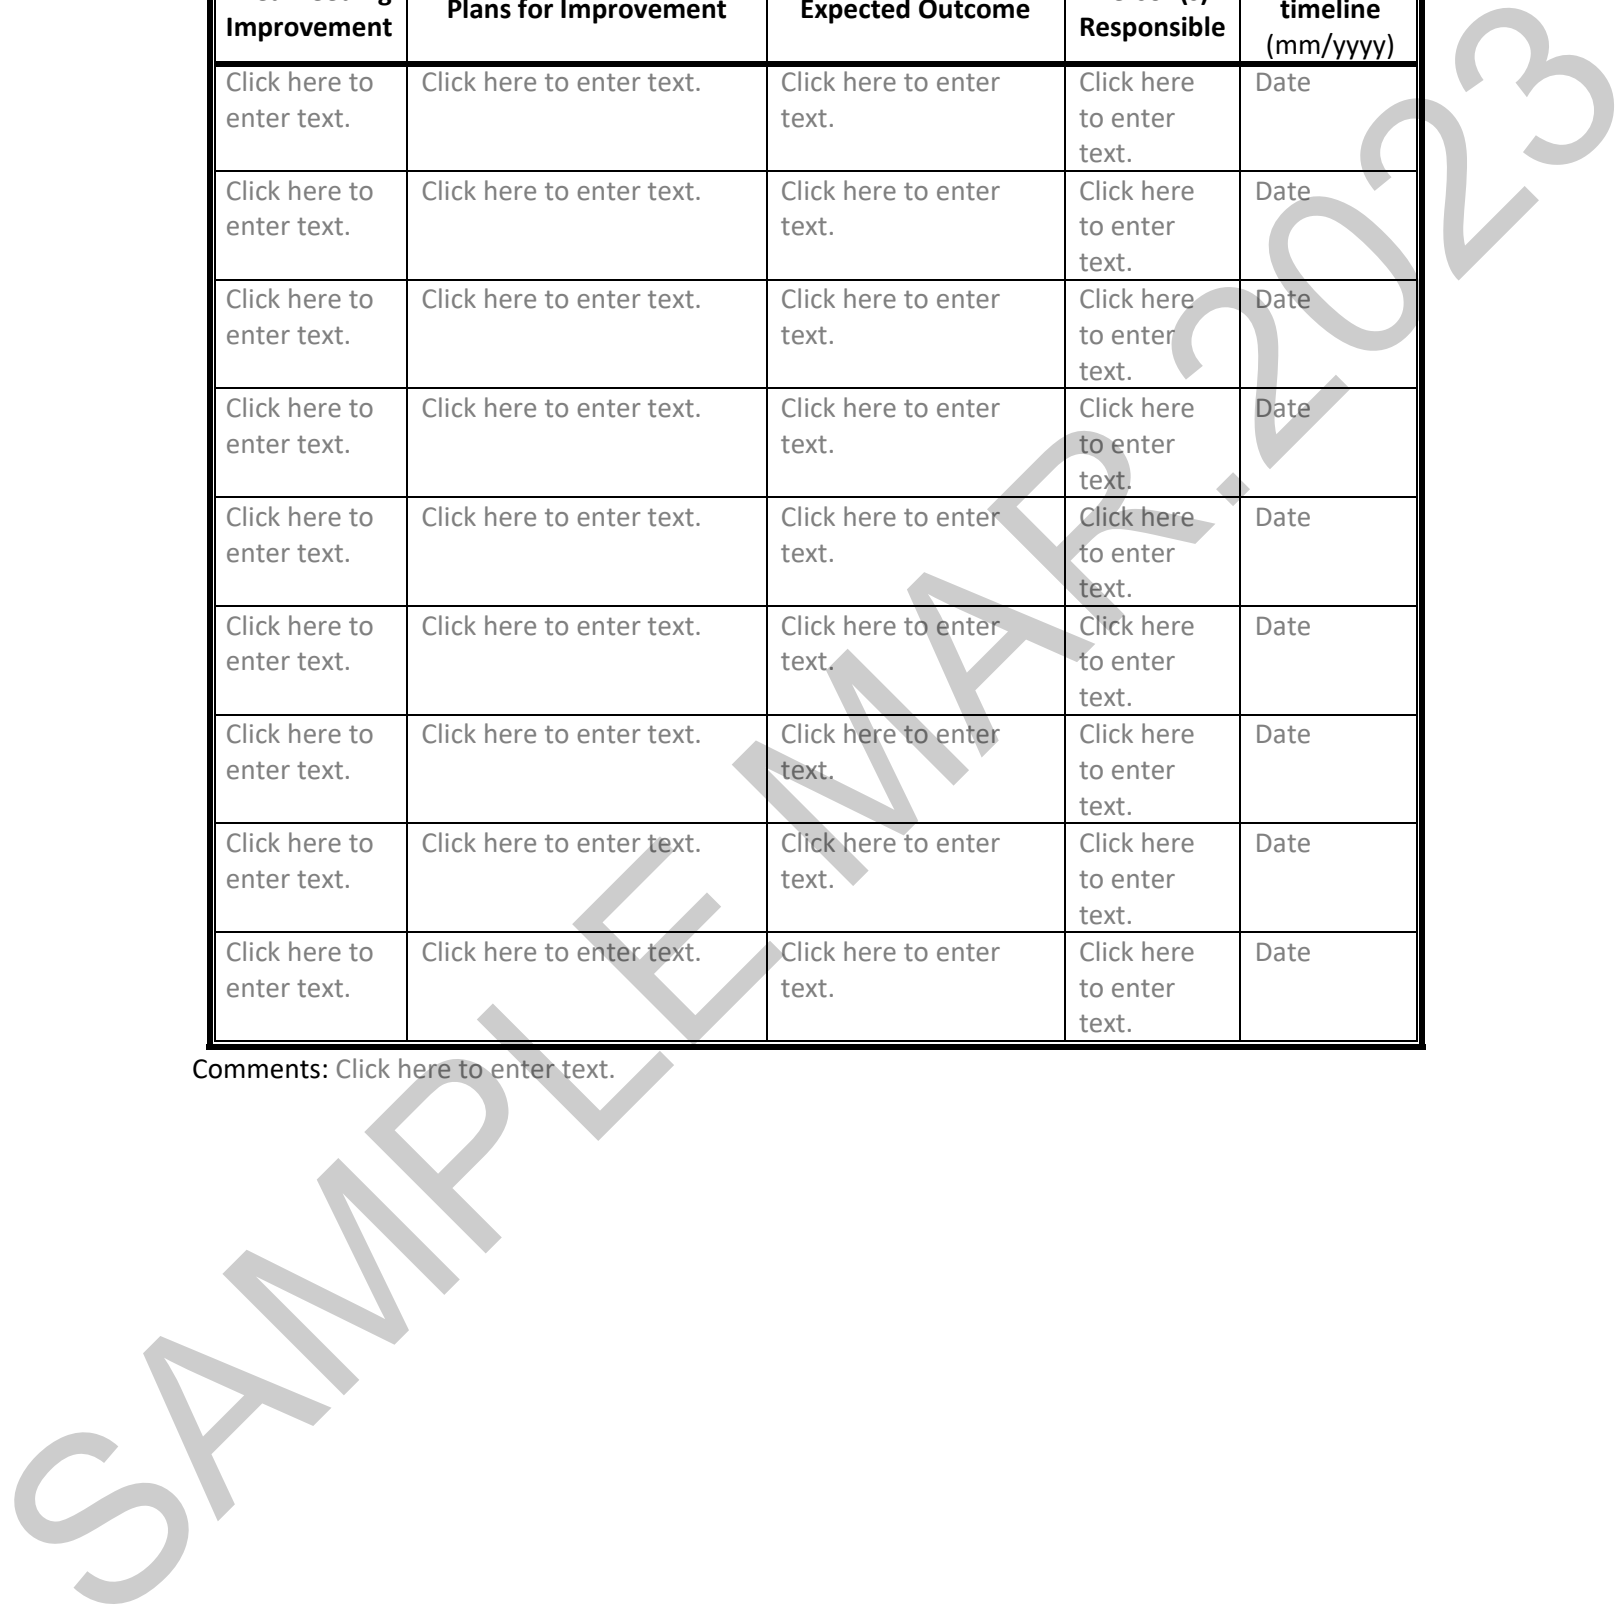 Improvement
Plans for Improvement
Expected Outcome
Responsible
timeline
(mm/yyyy)
Click here to
enter text.
Click here to enter text.
Click here to enter
text.
Click here
to enter
text.
Date
Click here to
enter text.
Click here to enter text.
Click here to enter
text.
Click here
to enter
text.
Date
Click here to
enter text.
Click here to enter text.
Click here to enter
text.
Click here
to enter
text.
Date
Click here to
enter text.
Click here to enter text.
Click here to enter
text.
Click here
to enter
text.
Date
Click here to
enter text.
Click here to enter text.
Click here to enter
text.
Click here
to enter
text.
Date
Click here to
enter text.
Click here to enter text.
Click here to enter
text.
Click here
to enter
text.
Date
Click here to
enter text.
Click here to enter text.
Click here to enter
text.
Click here
to enter
text.
Date
Click here to
enter text.
Click here to enter text.
Click here to enter
text.
Click here
to enter
text.
Date
Click here to
enter text.
Click here to enter text.
Click here to enter
text.
Click here
to enter
text.
Date
Comments: Click here to enter text.
SAMPLE MAR.2023